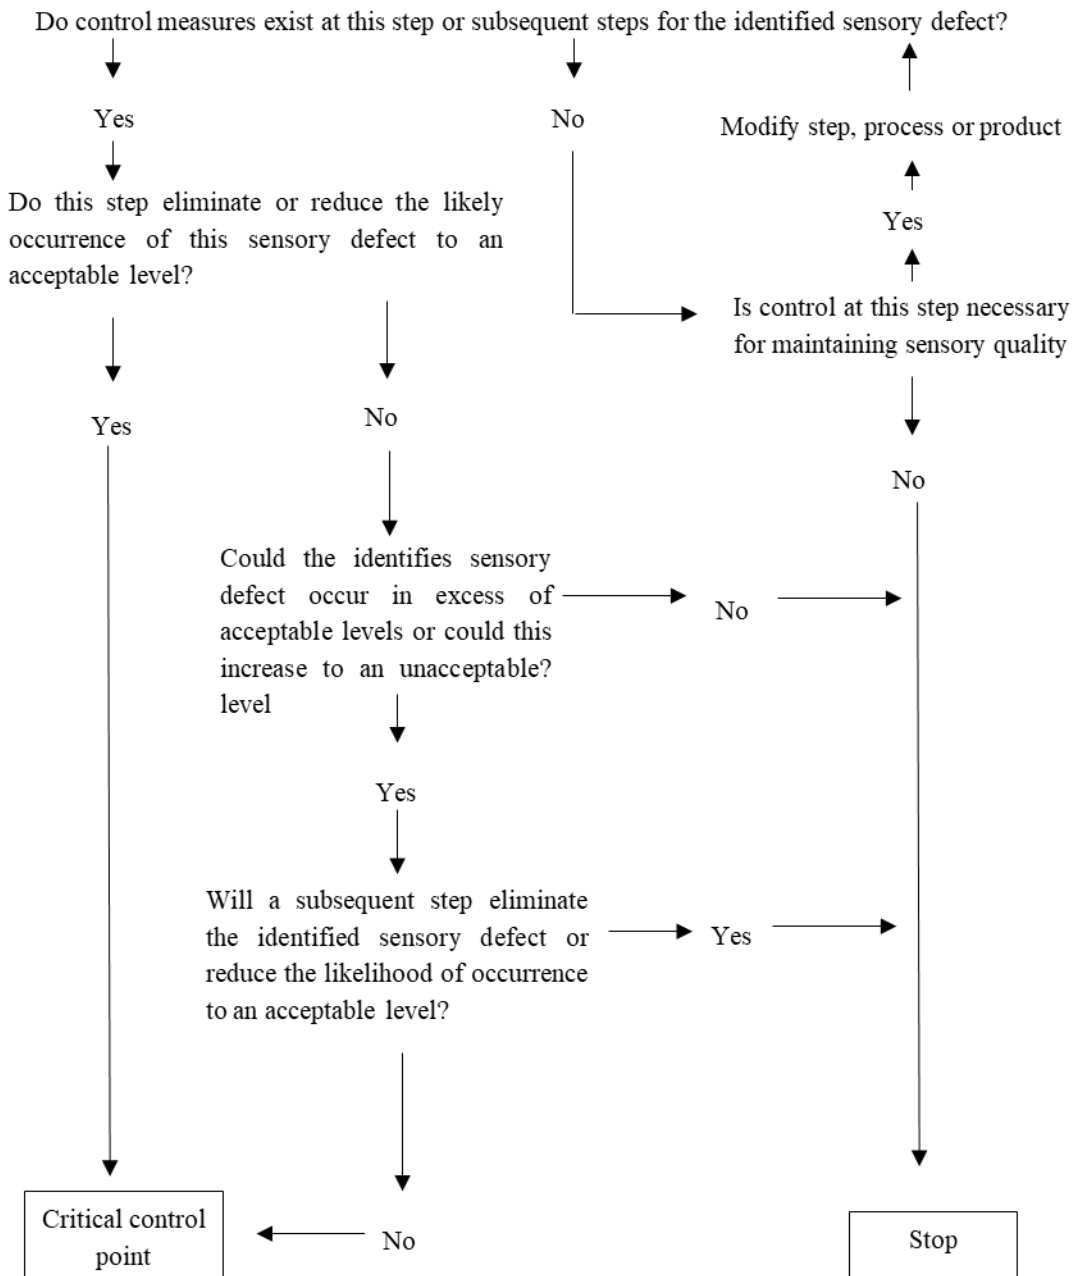 Do control measures exist at this step or subsequent steps for the identified sensory defect?
Yes
No
Modify step, process or product
Do this step eliminate or reduce the likely
occurrence of this sensory defect to an
acceptable level?
Yes
Is control at this step necessary
for maintaining sensory quality
Yes
No
No
Could the identifies sensory
defect occur in excess of
acceptable levels or could this
increase to an unacceptable?
level
No
Yes
Will a subsequent step eliminate
the identified sensory defect or
reduce the likelihood of occurrence
to an acceptable level?
Yes
Critical control
point
No
Stop